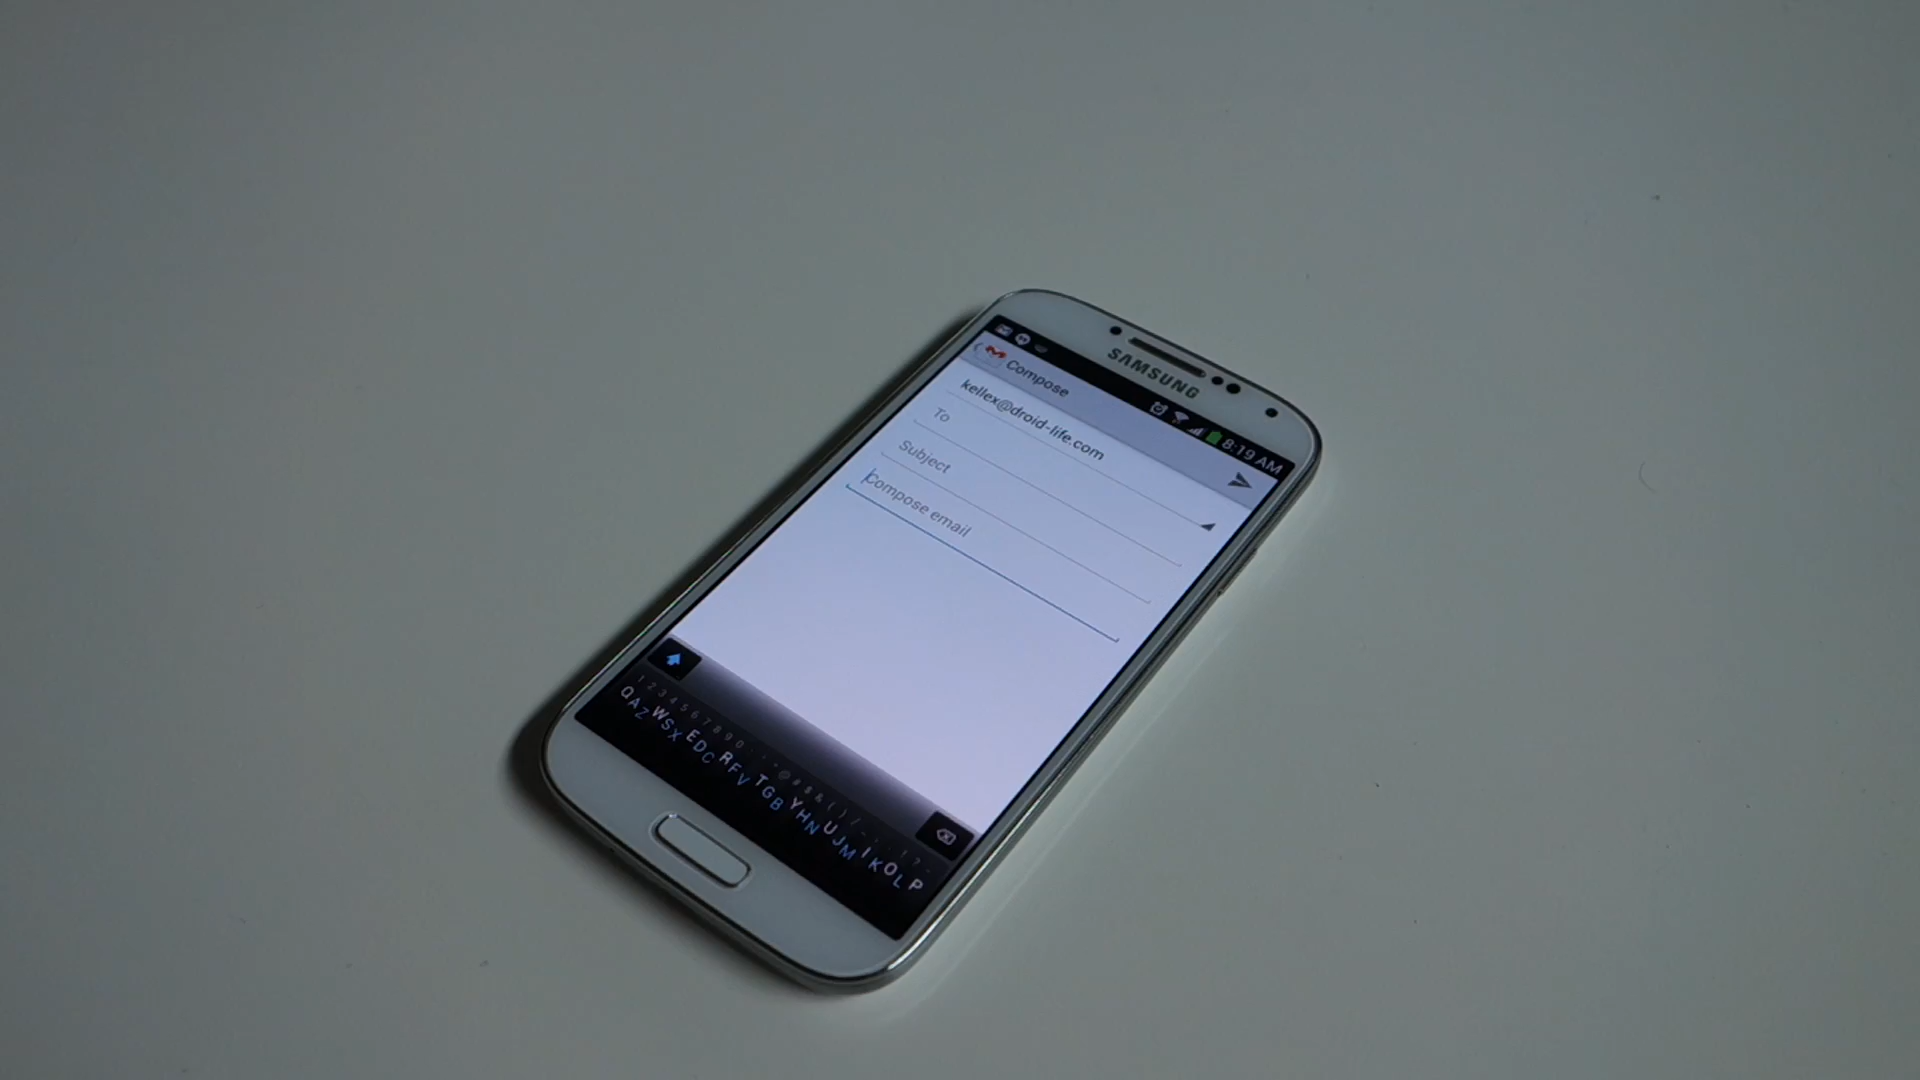 SAMSUNG
8:19 AM
Compose
kellex@droid-life.com
To
Subject
Compose email
1 2 3 4 5 6 7 8 9 0
@ # $ & ( ) / ! ?
Q W E R T Y U I O P
A S D F G H J K L
Z X C V B N M